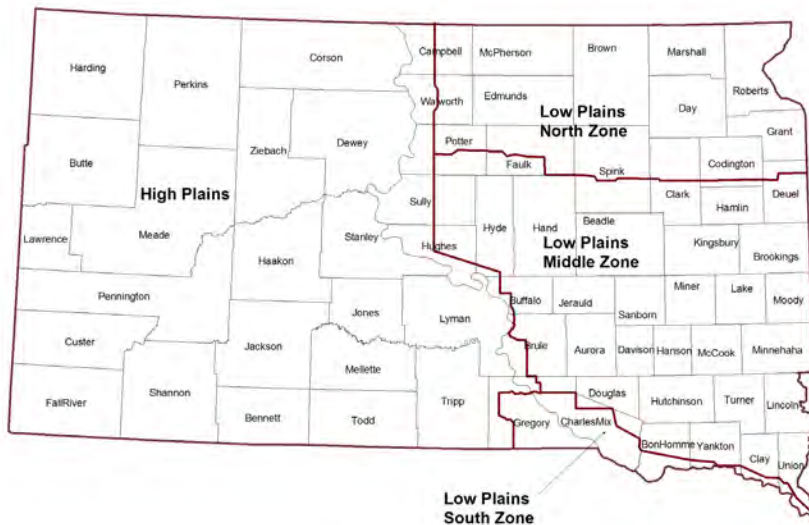 Corson
Campbell
McPherson
Brown
Marshall
Harding
Perkins
Roberts
Walworth
Edmunds
Day
Low Plains
North Zone
Grant
Dewey
Potter
Ziebach
Butte
Faulk
Spink
Codington
High Plains
Clark
Deuel
Sully
Hamlin
Hyde
Hand
Beadle
Meade
Lawrence
Stanley
Hughes
Low Plains
Middle Zone
Kingsbury
Brookings
Haakon
Miner
Lake
Pennington
Buffalo
Jerauld
Moody
Jones
Lyman
Sanborn
Custer
Jackson
Brule
Aurora
Davison
Hanson
McCook
Minnehaha
Mellette
Shannon
Tripp
Douglas
Hutchinson
Turner
Lincoln
FallRiver
Bennett
Todd
Gregory
CharlesMix
BonHomme
Yankton
Clay
Union
Low Plains
South Zone